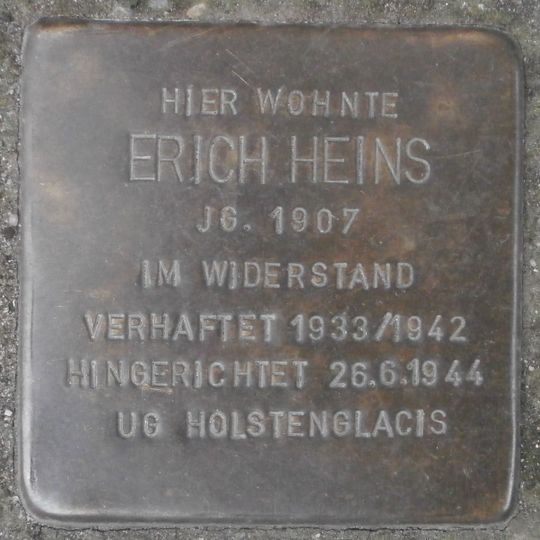 HIER WOHNTE
ERICH HEINS
JG. 1907
IM WIDERSTAND
VERHAFTET 1933/1942
HINGERICHTET 26.6.1944
UG HOLSTENGLACIS